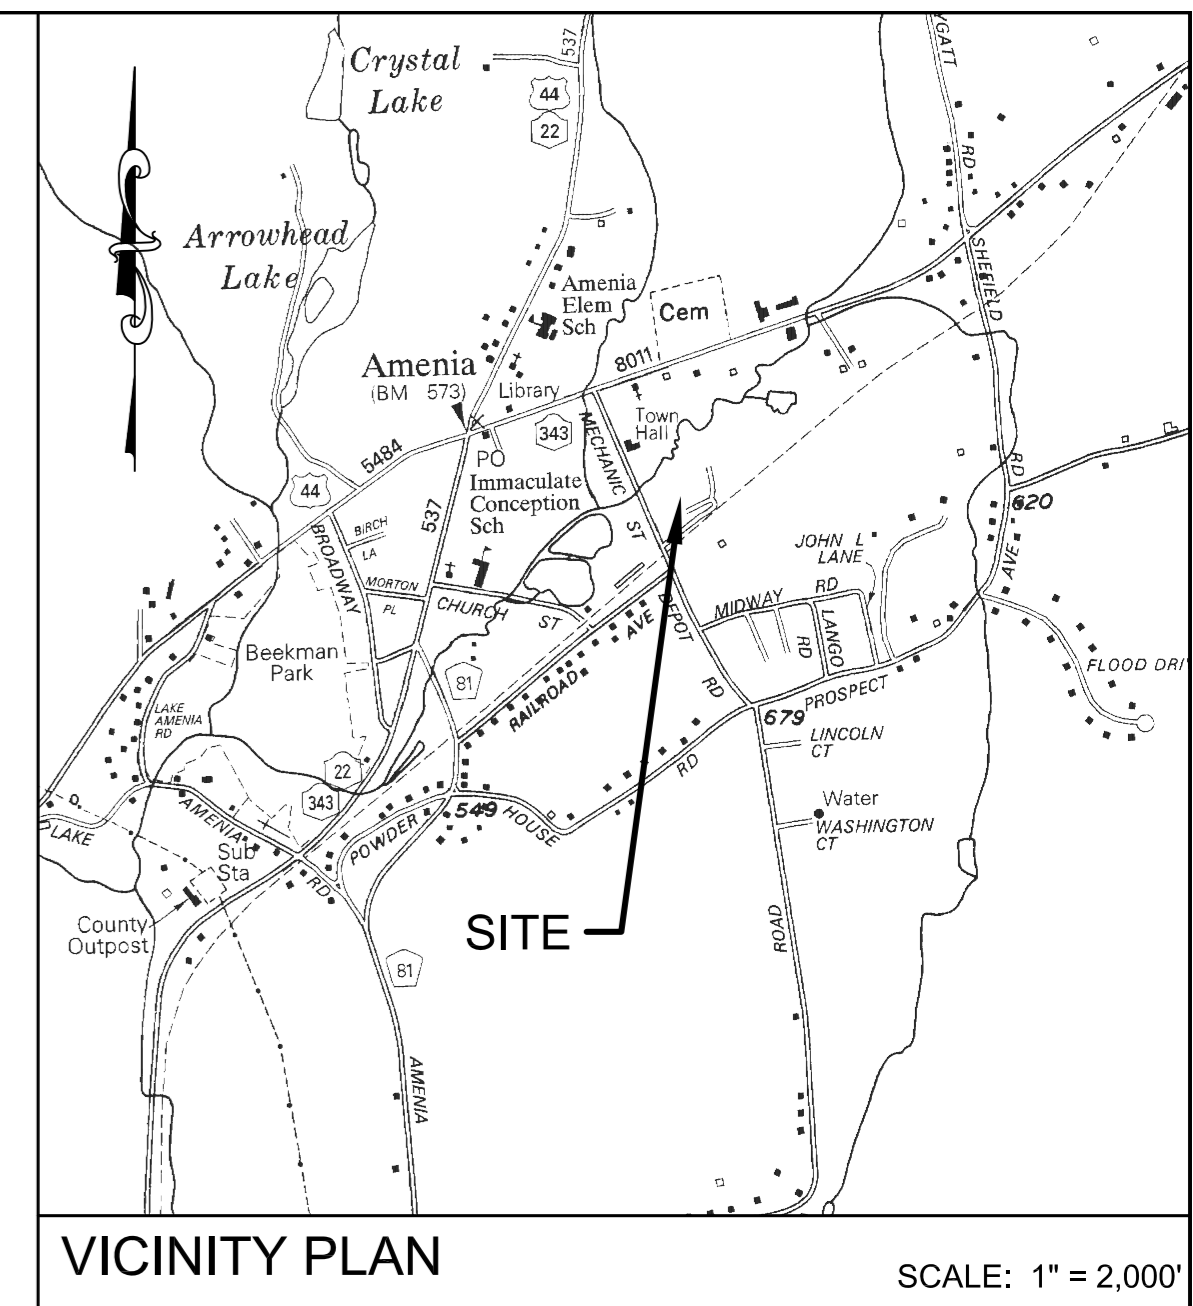 Crystal
Lake
537
44
22
YGATT
RD
Arrowhead
Lake
SHEFIELD
RD
Amenia
Elem
Sch
Cem
Amenia
(BM 573)
Library
8011
Town
Hall
343
MECHANIC
ST
PO
5484
44
Immaculate
Conception
Sch
537
BROADWAY
BIRCH
LA
MORTON
PL
CHURCH
ST
JOHN L
LANE
620
AVE
MIDWAY
RD
LANGO
RD
DEPOT
RD
RAILROAD
AVE
Beekman
Park
81
FLOOD DRI
PROSPECT
679
LAKE
AMENIA
RD
LINCOLN
CT
22
343
RD
Water
WASHINGTON
CT
549
HOUSE
POWDER
LAKE
AMENIA
RD
Sub
Sta
County
Outpost
SITE
ROAD
81
AMENIA
VICINITY PLAN
SCALE: 1" = 2,000'